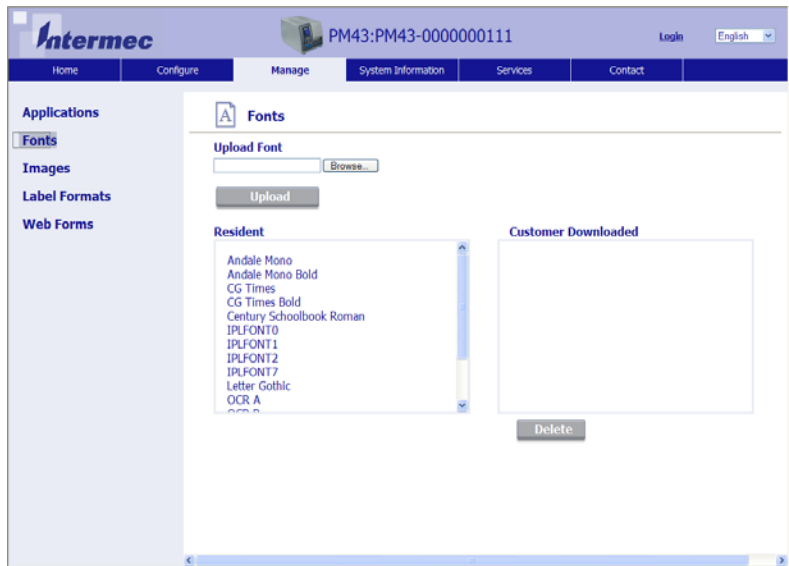 Intermec
PM43:PM43-0000000111
Login
English
Home
Configure
Manage
System Information
Services
Contact
Applications
Fonts
Images
Label Formats
Web Forms
A
Fonts
Upload Font
Browse...
Upload
Resident
Customer Downloaded
Andale Mono
Andale Mono Bold
CG Times
CG Times Bold
Century Schoolbook Roman
IPLFONT0
IPLFONT1
IPLFONT2
IPLFONT7
Letter Gothic
OCR A
Delete